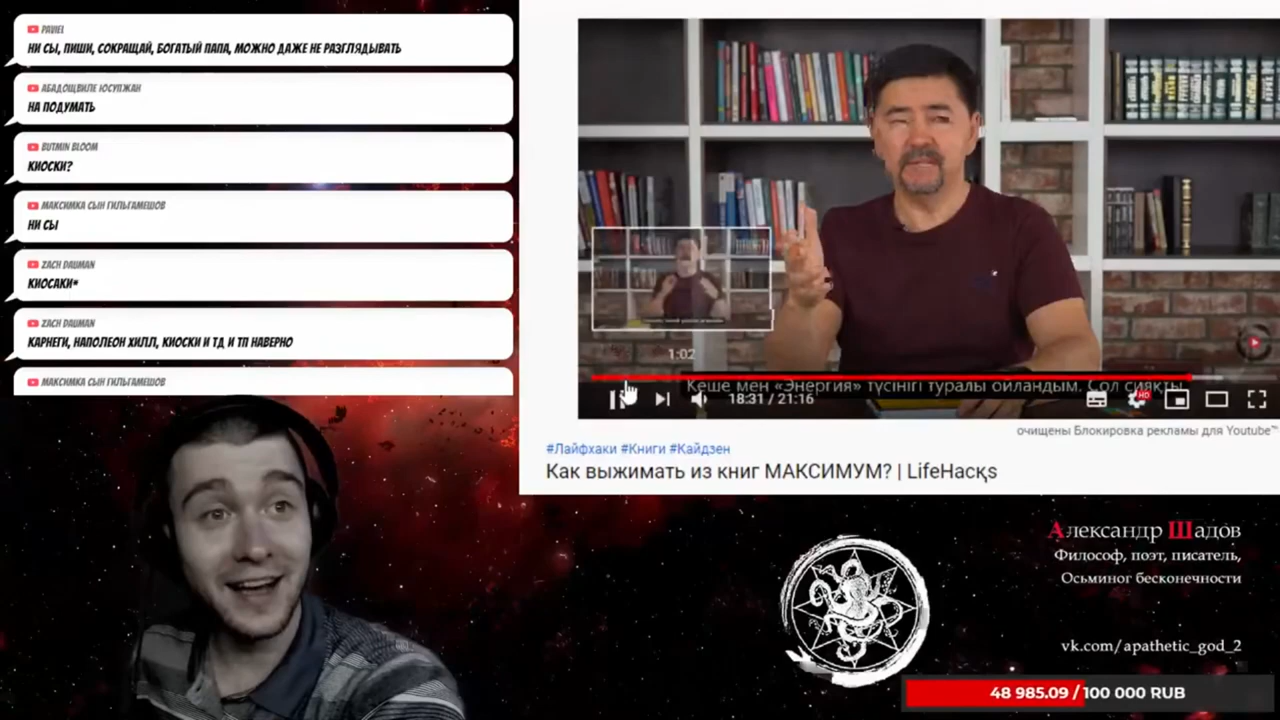 PAWEL
НИ СЫ, ПИШИ, СОКРАЩАЙ, БОГАТЫЙ ПАПА, МОЖНО ДАЖЕ НЕ РАЗГЛЯДЫВАТЬ
АБАДОЩВИЛЕ ЮСУПЖАН
НА ПОДУМАТЬ
BUTMIN BLOOM
КИОСКИ?
МАКСИМКА СЫН ГИЛЬГАМЕШОВ
НИ СЫ
ZACH DAUMAN
КИОСАКИ*
ZACH DAUMAN
КАРНЕГИ, НАПОЛЕОН ХИЛЛ, КИОСКИ И ТД И ТП НАВЕРНО
МАКСИМКА СЫН ГИЛЬГАМЕШОВ
1:02
Кеше мен «Энергия» түсінігі туралы ойландым. Сол сияқты
18:31 / 21:16
HD
очищены Блокировка рекламы для Youtube™
#Лайфхаки #Книги #Кайдзен
Как выжимать из книг МАКСИМУМ? | LifeHacқs
Александр Шадов
Философ, поэт, писатель,
Осьминог бесконечности
vk.com/apathetic_god_2
48 985.09 / 100 000 RUB